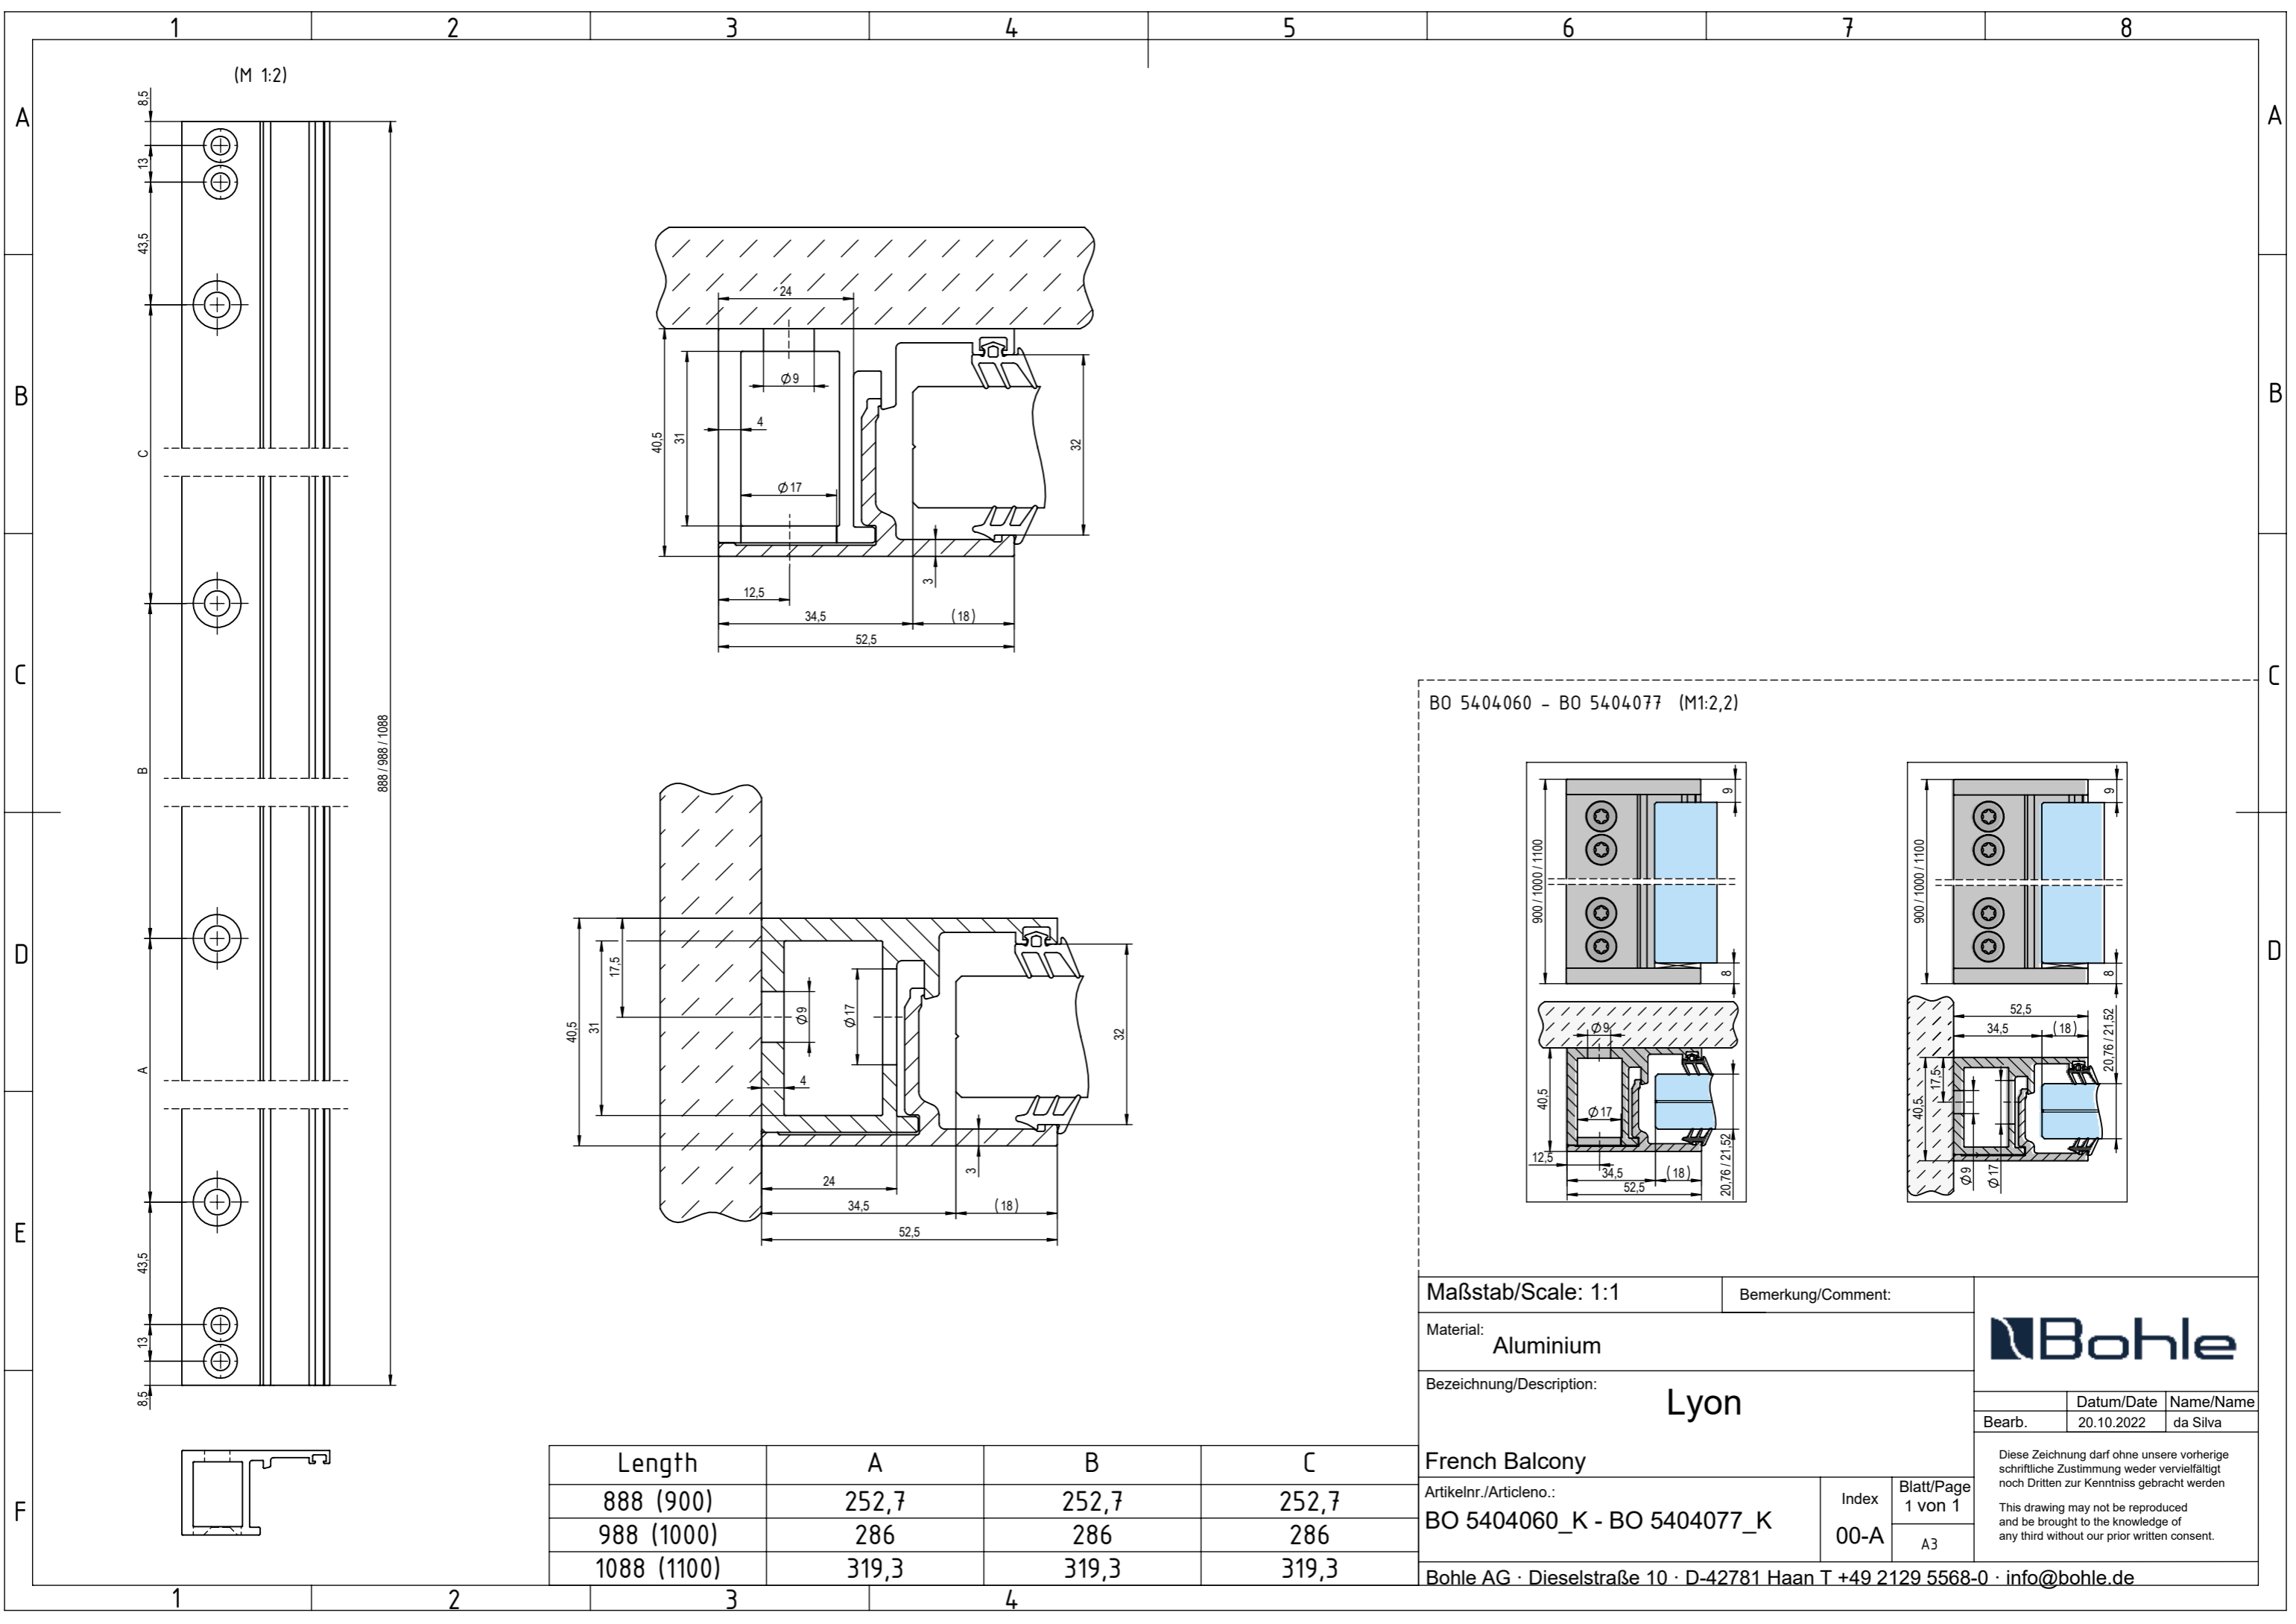 1 2 3 4 5 6 7 8
A A
B B
C C
D D
E
F
1 2 3 4
(M 1:2)
8,5
13
43,5
C
B
A
43,5
13
8,5
888 / 988 / 1088
24
Ø9
4
40,5
31
Ø17
32
3
12,5
34,5
(18)
52,5
40,5
31
17,5
Ø9
Ø17
4
32
3
24
34,5
(18)
52,5
BO 5404060 - BO 5404077 (M1:2,2)
900 / 1000 / 1100
9
8
Ø9
40,5
Ø17
12,5
34,5
(18)
52,5
20,76 / 21,52
900 / 1000 / 1100
9
8
52,5
34,5
(18)
20,76 / 21,52
17,5
40,5
Ø9
Ø17
Length A B C
888 (900) 252,7 252,7 252,7
988 (1000) 286 286 286
1088 (1100) 319,3 319,3 319,3
Maßstab/Scale: 1:1
Bemerkung/Comment:
Material:
Aluminium
Bezeichnung/Description:
Lyon
French Balcony
Artikelnr./Articleno.:
BO 5404060_K - BO 5404077_K
Index
00-A
Blatt/Page
1 von 1
A3
Bohle
Datum/Date Name/Name
Bearb. 20.10.2022 da Silva
Diese Zeichnung darf ohne unsere vorherige
schriftliche Zustimmung weder vervielfältigt
noch Dritten zur Kenntniss gebracht werden
This drawing may not be reproduced
and be brought to the knowledge of
any third without our prior written consent.
Bohle AG · Dieselstraße 10 · D-42781 Haan T +49 2129 5568-0 · info@bohle.de